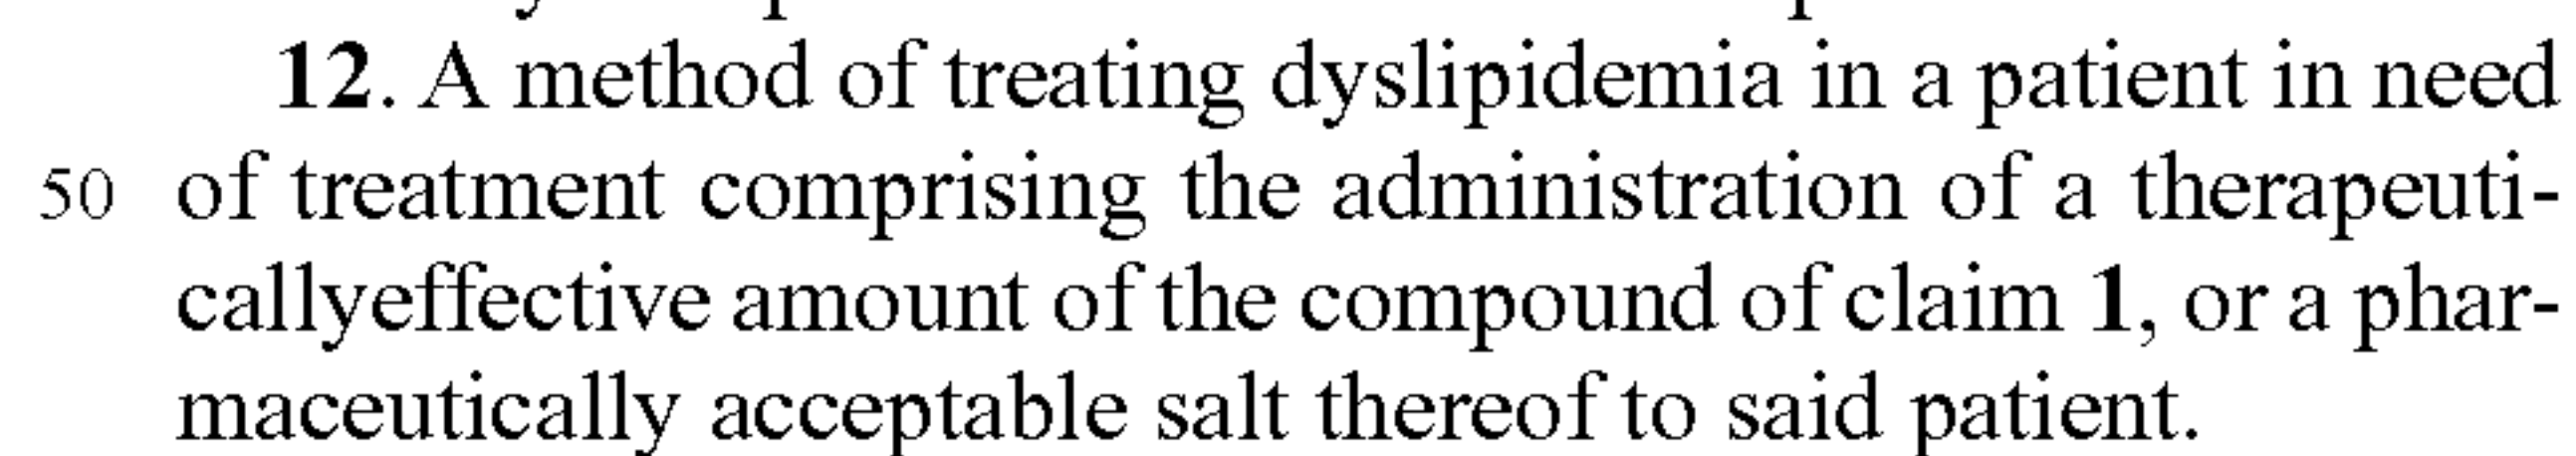 12. A method of treating dyslipidemia in a patient in need
50 of treatment comprising the administration of a therapeuti-
callyeffective amount of the compound of claim 1, or a phar-
maceutically acceptable salt thereof to said patient.